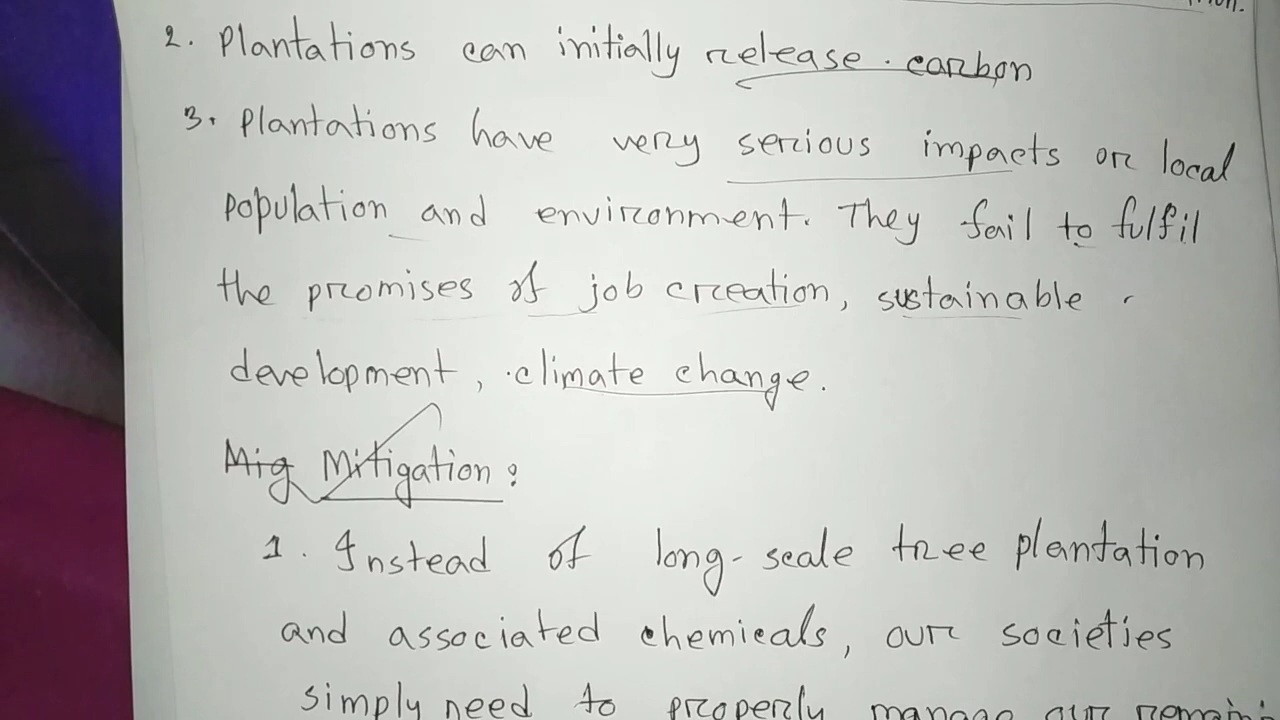 2. Plantations can initially release carbon
3. Plantations have very serious impacts on local
population and environment. They fail to fulfil
the promises of job creation, sustainable
development, climate change.
Mig Mitigation:
1. Instead of long-scale tree plantation
and associated chemicals, our societies
simply need to properly manage our